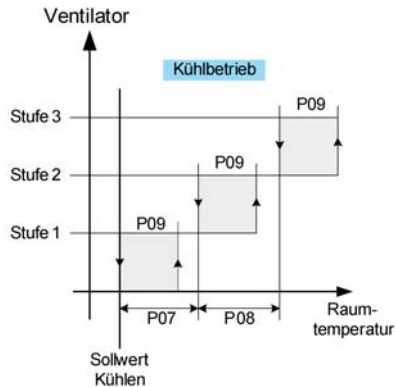 Ventilator
Kühlbetrieb
P09
Stufe 3
P09
Stufe 2
P09
Stufe 1
P07
P08
Raum-
temperatur
Sollwert
Kühlen